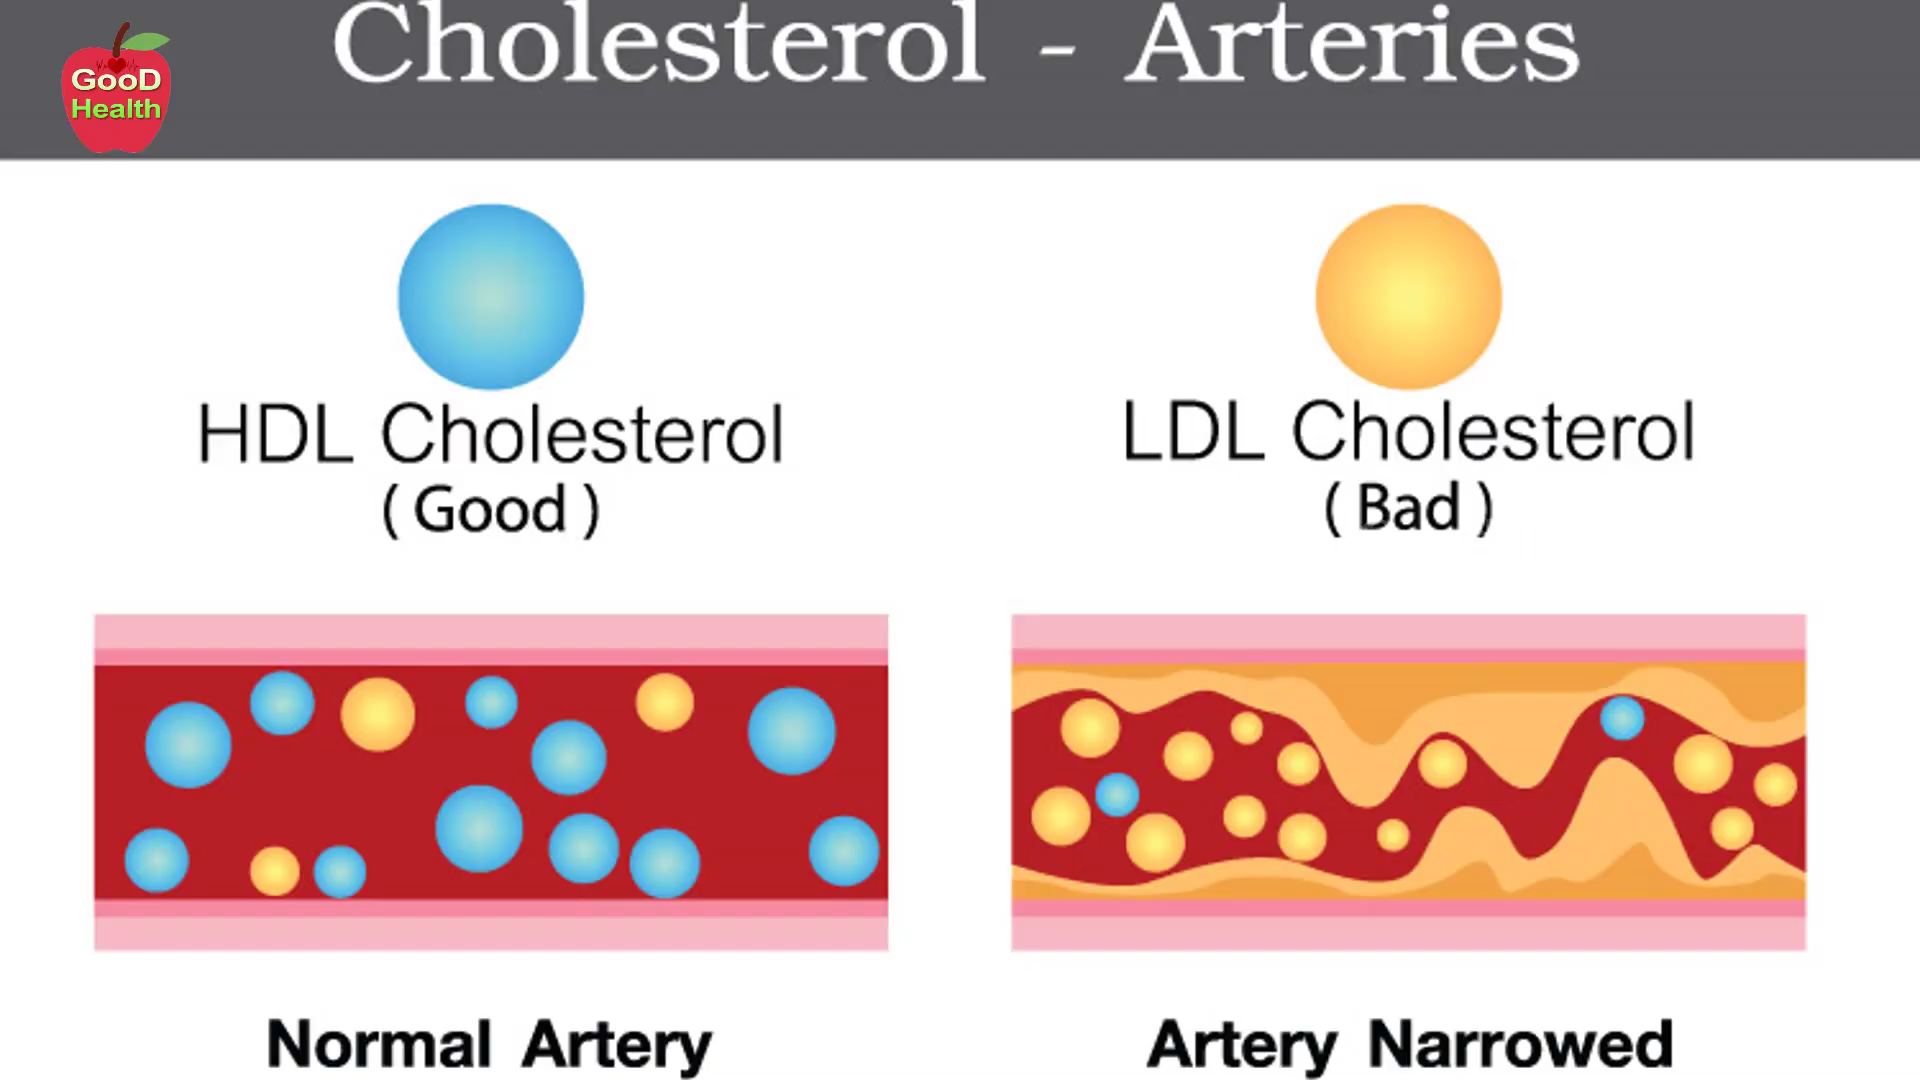 Cholesterol - Arteries
GooD
Health
HDL Cholesterol
( Good )
LDL Cholesterol
( Bad )
Normal Artery
Artery Narrowed